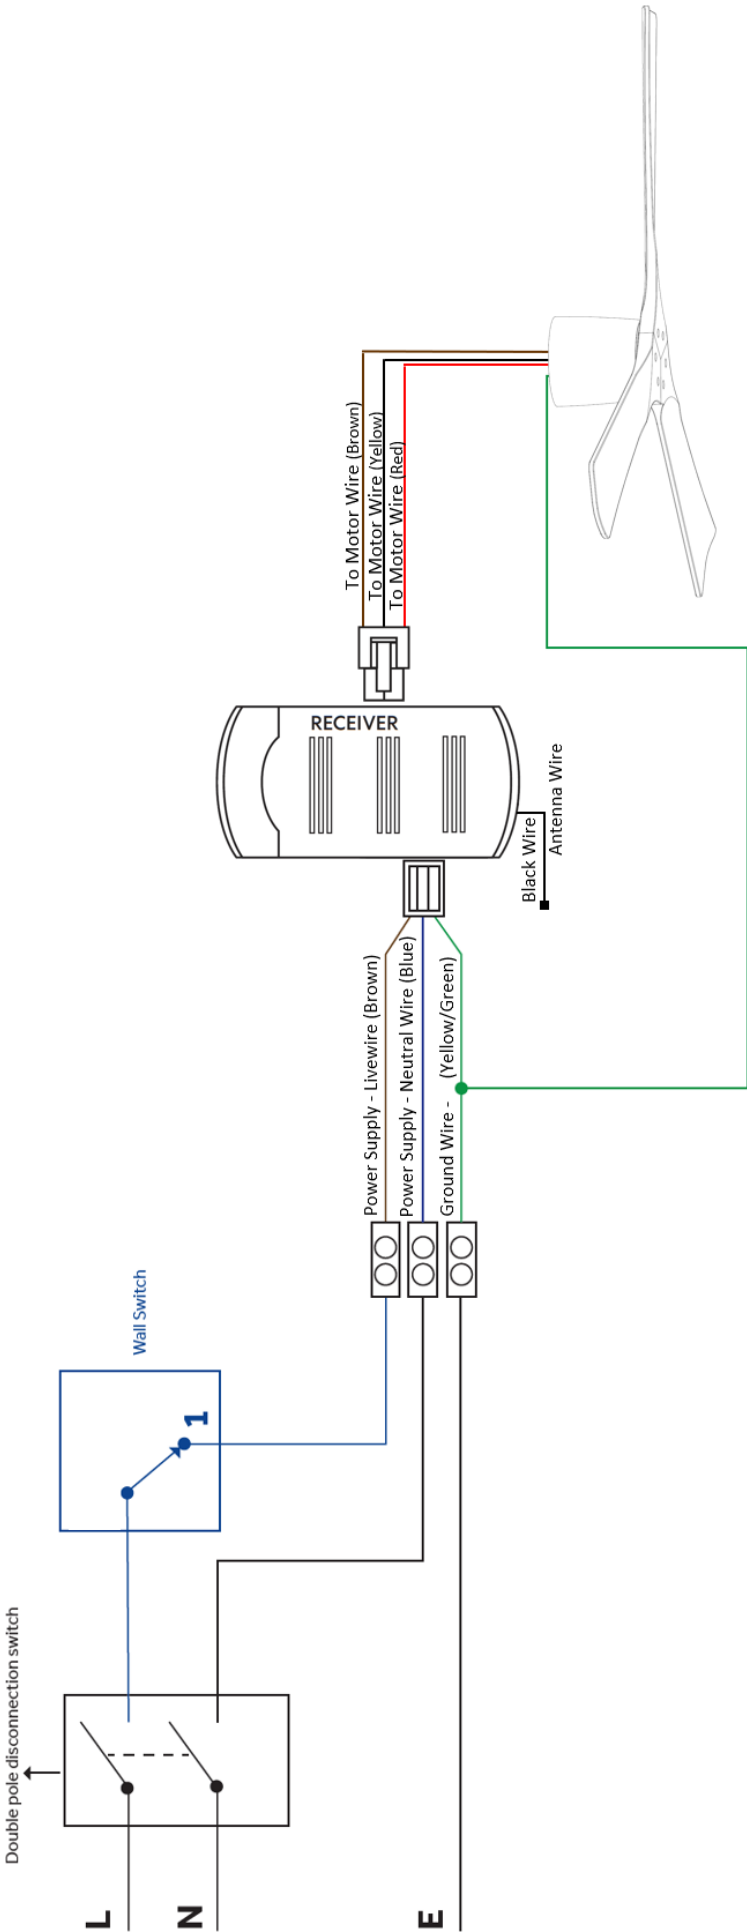 Double pole disconnection switch
L
N
E
Wall Switch
1
Power Supply - Livewire (Brown)
Power Supply - Neutral Wire (Blue)
Ground Wire - (Yellow/Green)
RECEIVER
Black Wire
Antenna Wire
To Motor Wire (Brown)
To Motor Wire (Yellow)
To Motor Wire (Red)